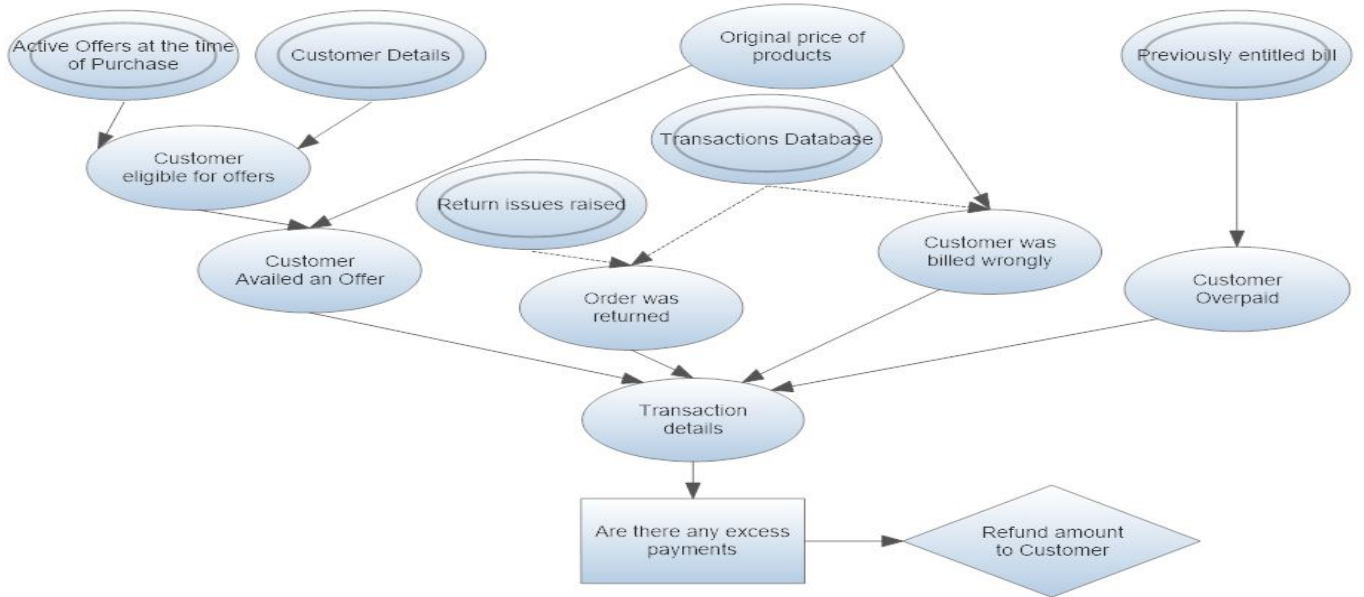 Active Offers at the time
of Purchase
Customer Details
Original price of
products
Previously entitled bill
Transactions Database
Customer
eligible for offers
Return issues raised
Customer
Availed an Offer
Customer was
billed wrongly
Order was
returned
Customer
Overpaid
Transaction
details
Are there any excess
payments
Refund amount
to Customer